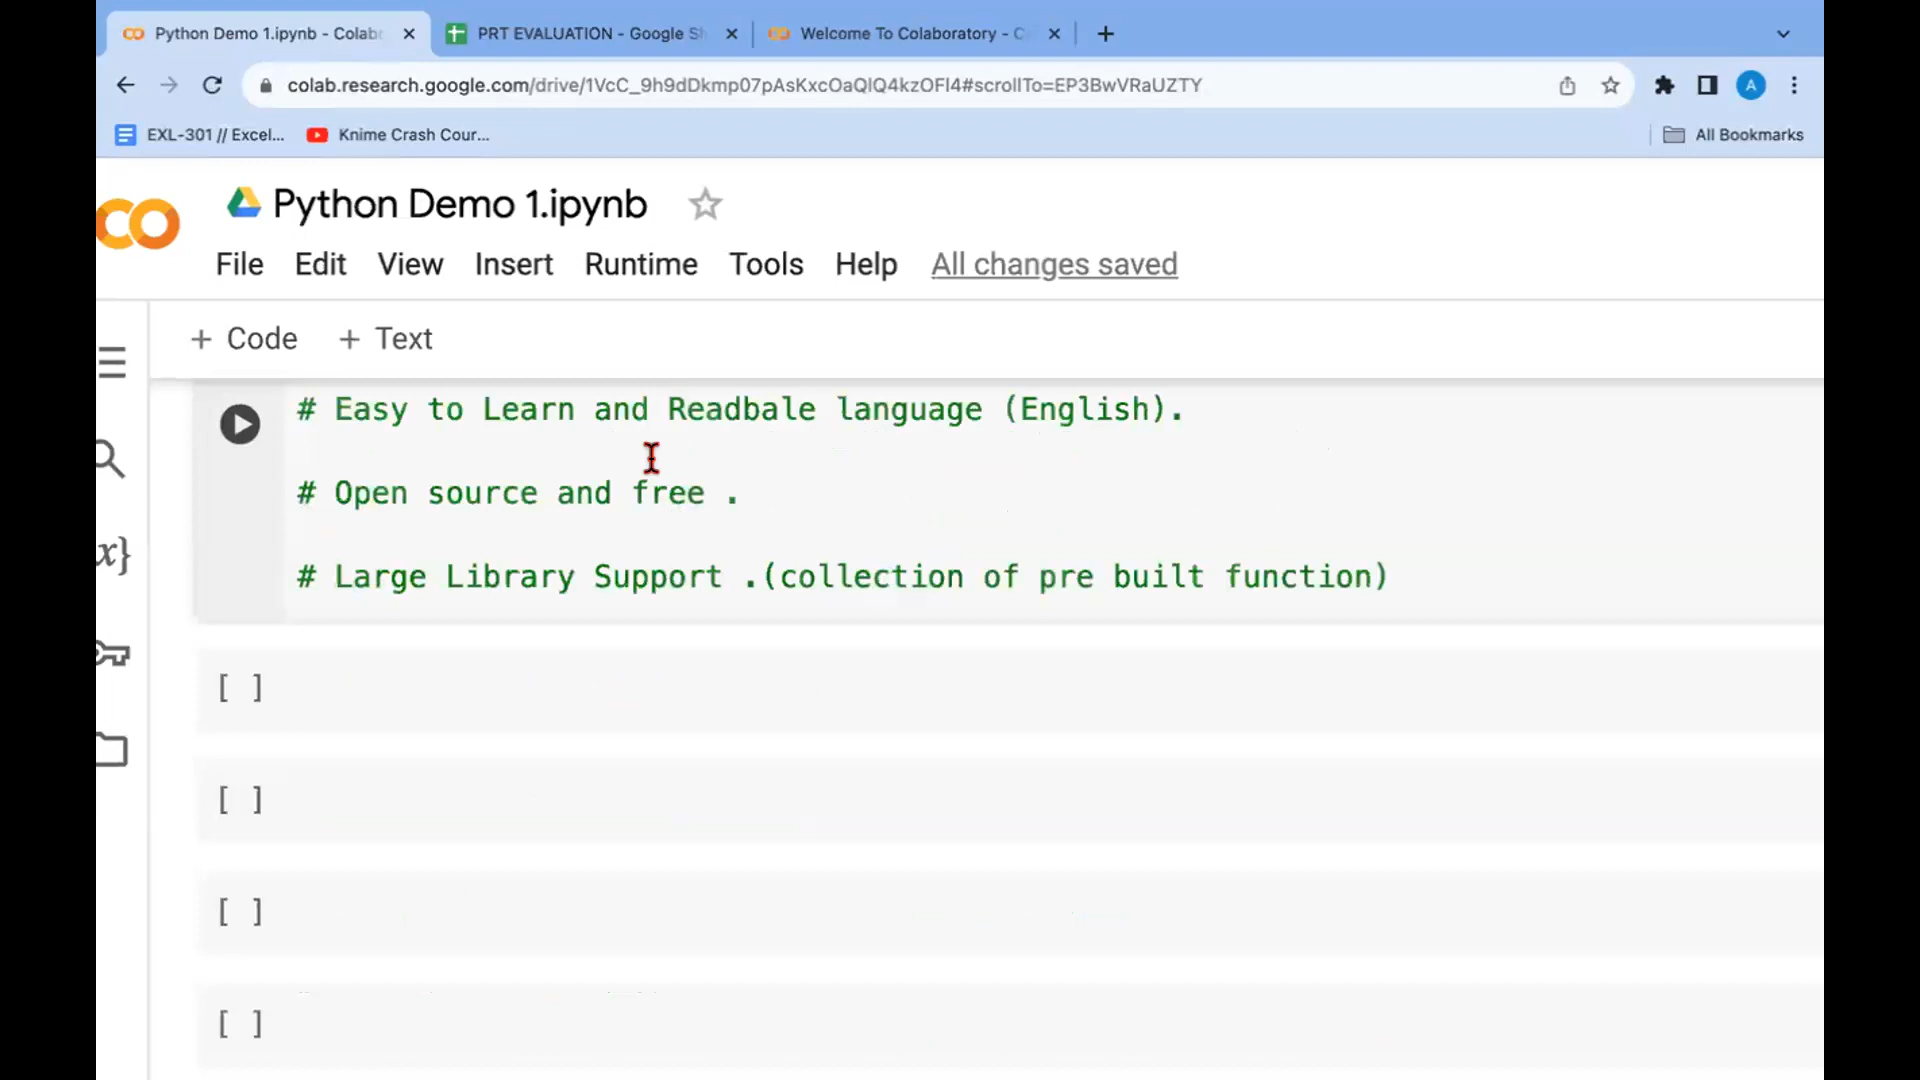 Python Demo 1.ipynb - Colab
PRT EVALUATION - Google Sh
Welcome To Colaboratory - C
colab.research.google.com/drive/1VcC_9h9dDkmp07pAsKxcOaQlQ4kzOFl4#scrollTo=EP3BwVRaUZTY
A
EXL-301 // Excel...
Knime Crash Cour...
All Bookmarks
Python Demo 1.ipynb
File Edit View Insert Runtime Tools Help All changes saved
+ Code + Text
# Easy to Learn and Readbale language (English).
# Open source and free .
# Large Library Support .(collection of pre built function)
[ ]
[ ]
[ ]
[ ]